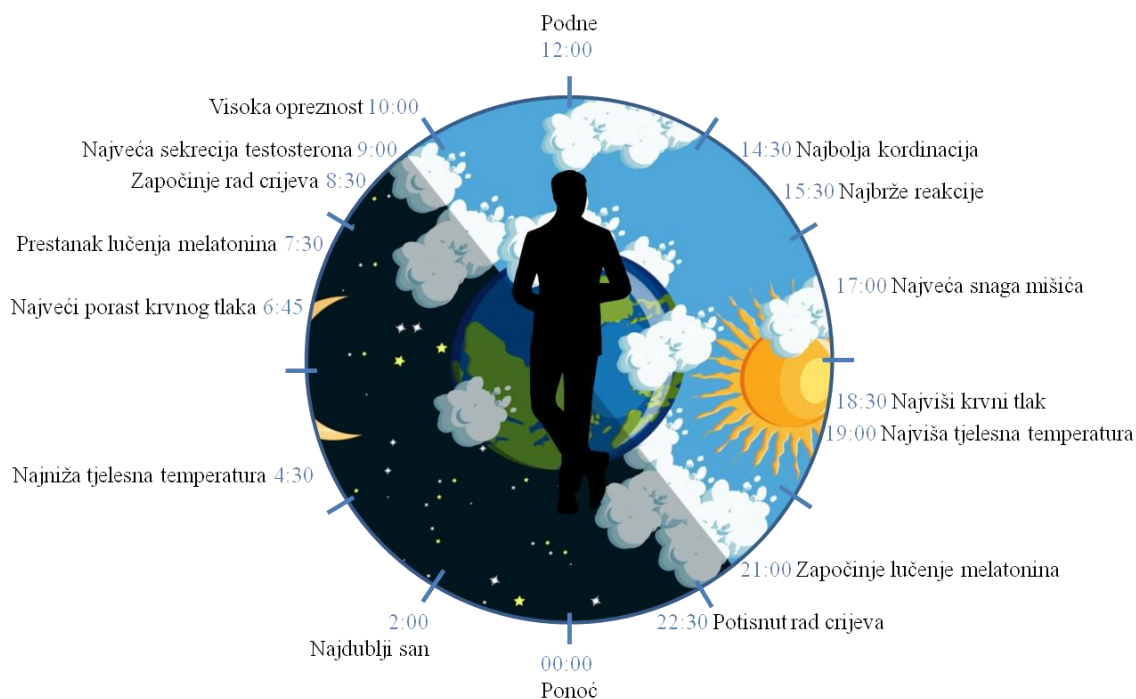 Podne
12:00
Visoka opreznost 10:00
Najveća sekrecija testosterona 9:00
Započinje rad crijeva 8:30
Prestanak lučenja melatonina 7:30
Najveći porast krvnog tlaka 6:45
Najniža tjelesna temperatura 4:30
2:00
Najdublji san
00:00
Ponoć
14:30 Najbolja kordinacija
15:30 Najbrže reakcije
17:00 Najveća snaga mišića
18:30 Najviši krvni tlak
19:00 Najviša tjelesna temperatura
21:00 Započinje lučenje melatonina
22:30 Potisnut rad crijeva